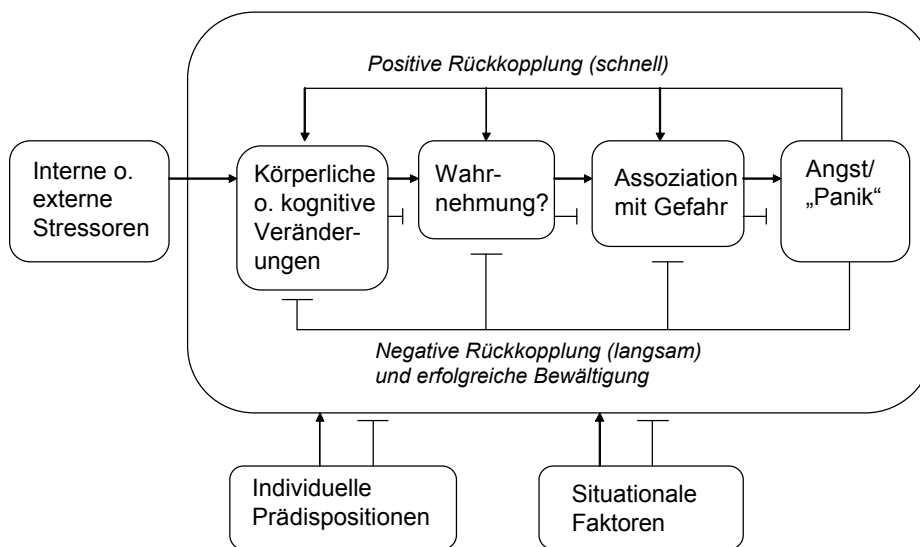 Positive Rückkopplung (schnell)
Interne o.
externe
Stressoren
Körperliche
o. kognitive
Veränder-
ungen
Wahr-
nehmung?
Assoziation
mit Gefahr
Angst/
„Panik“
Negative Rückkopplung (langsam)
und erfolgreiche Bewältigung
Individuelle
Prädispositionen
Situationale
Faktoren